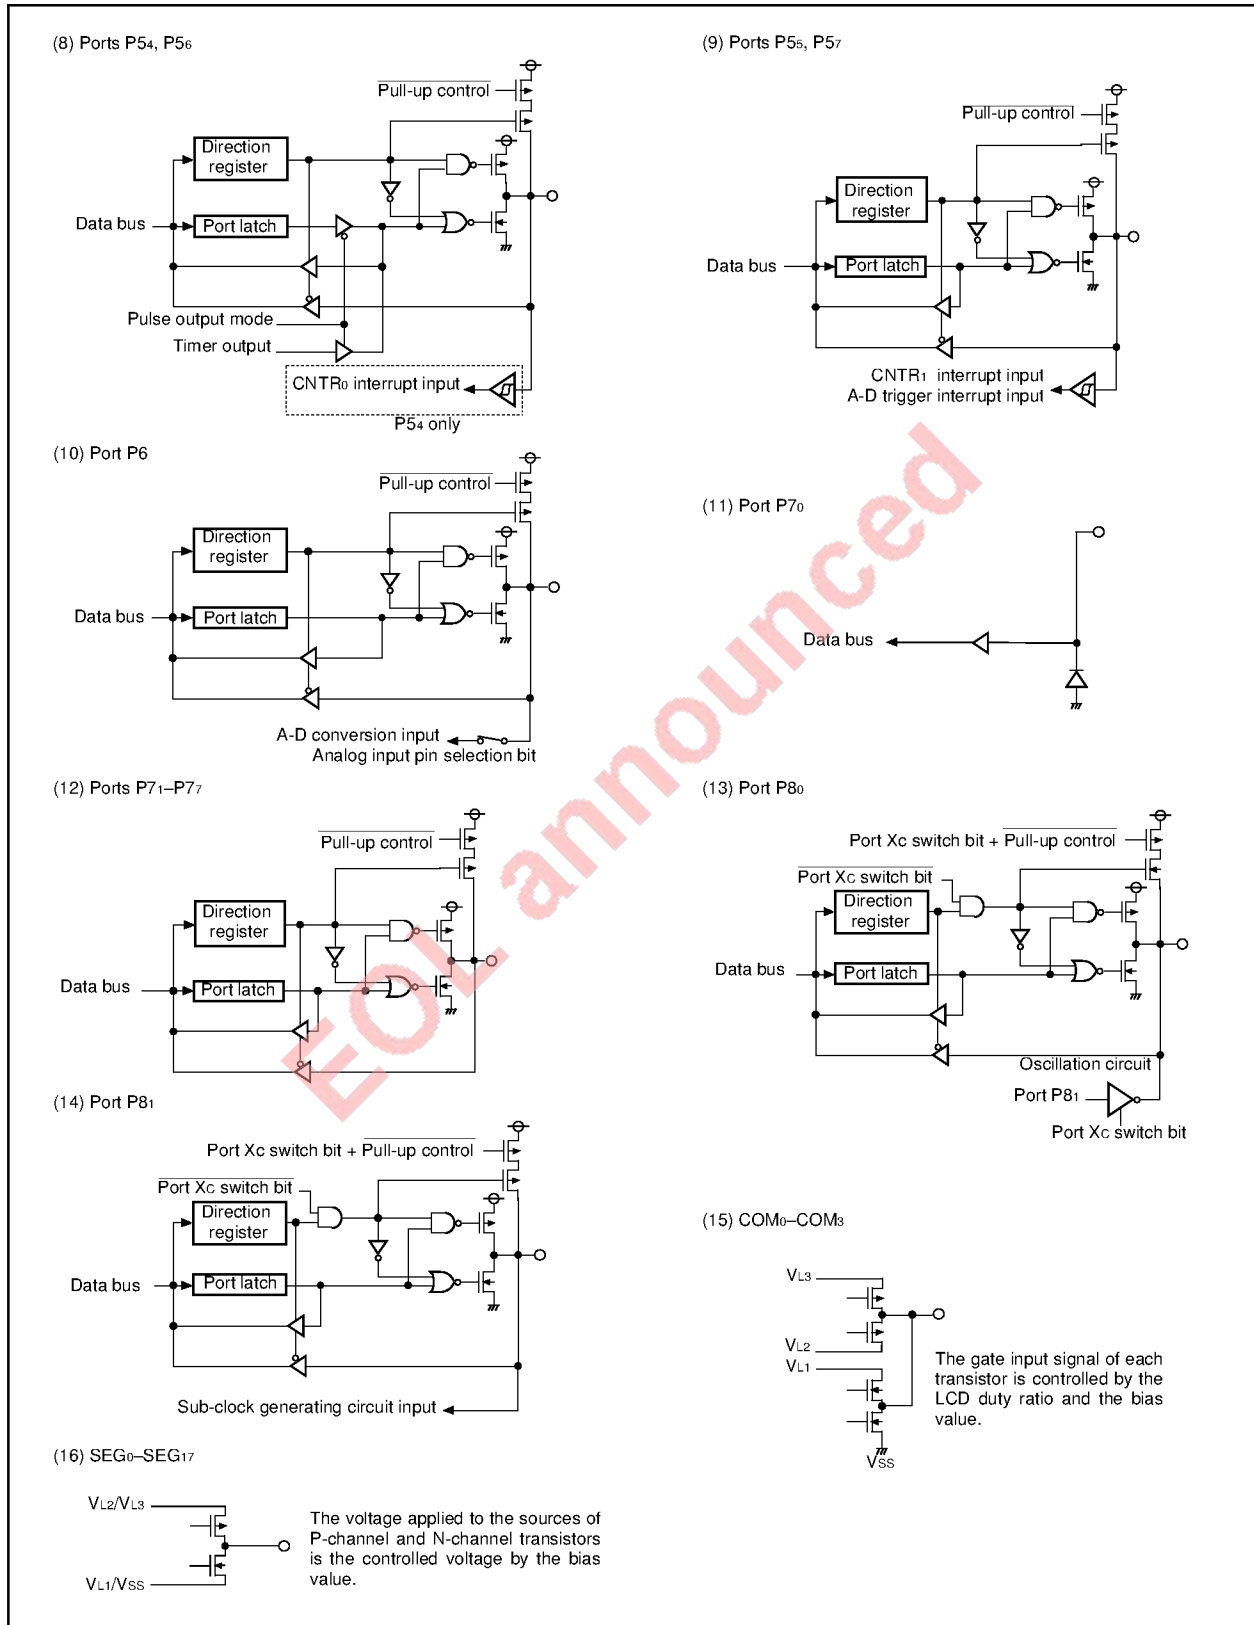 (8) Ports P54, P56
Pull-up control
Direction
register
Data bus
Port latch
Pulse output mode
Timer output
CNTR0 interrupt input
P54 only
(9) Ports P55, P57
Pull-up control
Direction
register
Data bus
Port latch
CNTR1 interrupt input
A-D trigger interrupt input
(10) Port P6
Pull-up control
Direction
register
Data bus
Port latch
A-D conversion input
Analog input pin selection bit
(11) Port P70
Data bus
(12) Ports P71–P77
Pull-up control
Direction
register
Data bus
Port latch
(13) Port P80
Port Xc switch bit + Pull-up control
Port Xc switch bit
Direction
register
Data bus
Port latch
Oscillation circuit
Port P81
Port Xc switch bit
(14) Port P81
Port Xc switch bit + Pull-up control
Port Xc switch bit
Direction
register
Data bus
Port latch
Sub-clock generating circuit input
(15) COM0–COM3
VL3
VL2
VL1
VSS
The gate input signal of each
transistor is controlled by the
LCD duty ratio and the bias
value.
(16) SEG0–SEG17
VL2/VL3
VL1/VSS
The voltage applied to the sources of
P-channel and N-channel transistors
is the controlled voltage by the bias
value.
EOL announced